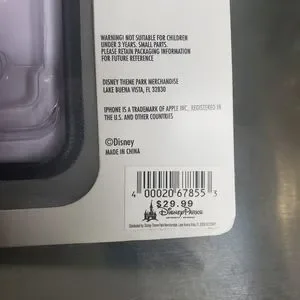 WARNING! NOT SUITABLE FOR CHILDREN
UNDER 3 YEARS. SMALL PARTS.
PLEASE RETAIN PACKAGING INFORMATION
FOR FUTURE REFERENCE
DISNEY THEME PARK MERCHANDISE
LAKE BUENA VISTA, FL 32830
IPHONE IS A TRADEMARK OF APPLE INC., REGISTERED IN
THE U.S. AND OTHER COUNTRIES
©Disney
MADE IN CHINA
4 00020 67855 3
$29.99
Disney Parks